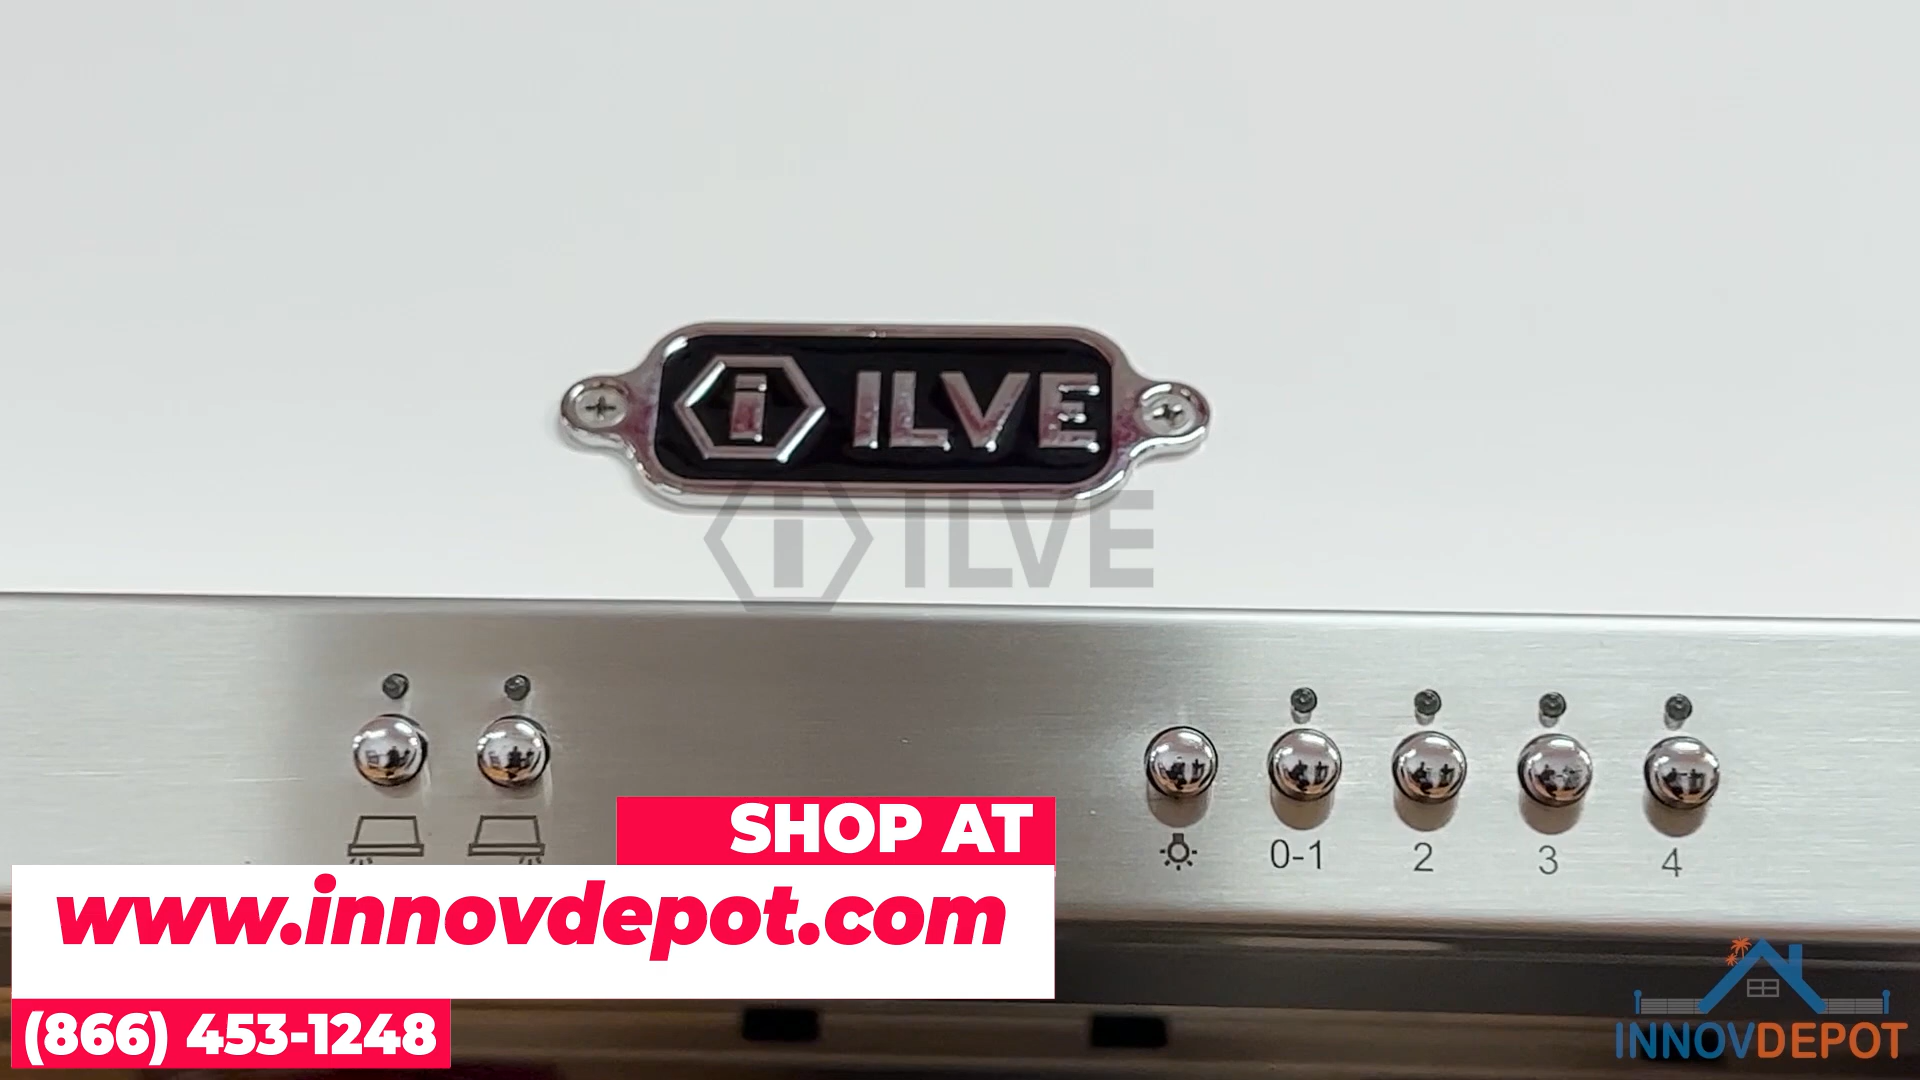 i ILVE
i ILVE
0-1 2 3 4
SHOP AT
www.innovdepot.com
(866) 453-1248
INNOVDEPOT